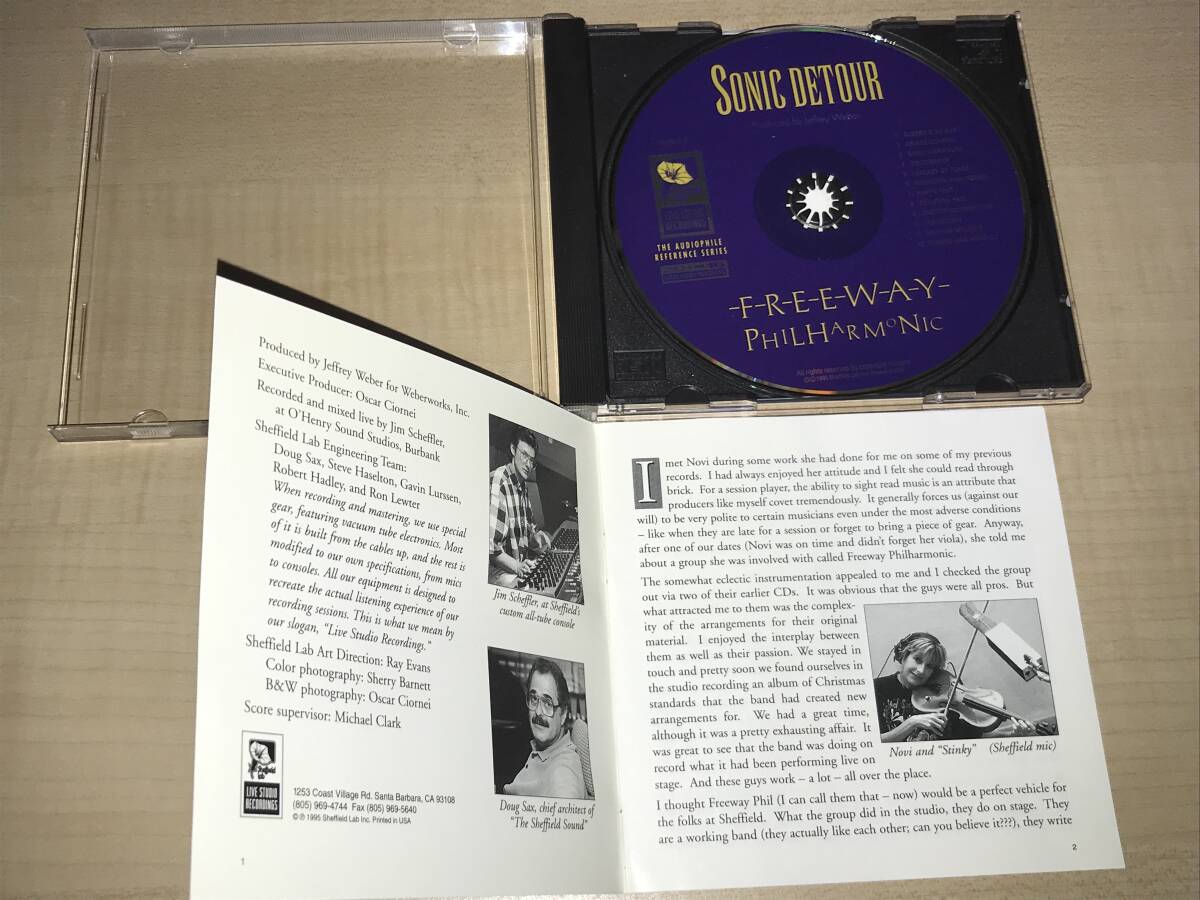 SONIC DETOUR
Produced by Jeffrey Weber
LIVE STUDIO
RECORDINGS
THE AUDIOPHILE
REFERENCE SERIES
-F-R-E-E-W-A-Y-
PHILHARMONIC
All rights reserved
Produced by Jeffrey Weber for Weberworks, Inc.
Executive Producer: Oscar Ciornei
Recorded and mixed live by Jim Scheffler,
at O'Henry Sound Studios, Burbank
Sheffield Lab Engineering Team:
Doug Sax, Steve Haselton, Gavin Lurssen,
Robert Hadley, and Ron Lewter
When recording and mastering, we use special
gear, featuring vacuum tube electronics. Most
of it is built from the cables up, and the rest is
modified to our own specifications, from mics
to consoles. All our equipment is designed to
recreate the actual listening experience of our
recording sessions. This is what we mean by
our slogan, "Live Studio Recordings."
Sheffield Lab Art Direction: Ray Evans
Color photography: Sherry Barnett
B&W photography: Oscar Ciornei
Score supervisor: Michael Clark
Jim Scheffler, at Sheffield's
custom all-tube console
Doug Sax, chief architect of
"The Sheffield Sound"
Sheffield
Lab
LIVE STUDIO
RECORDINGS
1253 Coast Village Rd. Santa Barbara, CA 93108
(805) 969-4744 Fax (805) 969-5640
©℗ 1995 Sheffield Lab Inc. Printed in USA
1
I met Novi during some work she had done for me on some of my previous
records. I had always enjoyed her attitude and I felt she could read through
brick. For a session player, the ability to sight read music is an attribute that
producers like myself covet tremendously. It generally forces us (against our
will) to be very polite to certain musicians even under the most adverse conditions
– like when they are late for a session or forget to bring a piece of gear. Anyway,
after one of our dates (Novi was on time and didn't forget her viola), she told me
about a group she was involved with called Freeway Philharmonic.
The somewhat eclectic instrumentation appealed to me and I checked the group
out via two of their earlier CDs. It was obvious that the guys were all pros. But
what attracted me to them was the complex-
ity of the arrangements for their original
material. I enjoyed the interplay between
them as well as their passion. We stayed in
touch and pretty soon we found ourselves in
the studio recording an album of Christmas
standards that the band had created new
arrangements for. We had a great time,
although it was a pretty exhausting affair. It
was great to see that the band was doing on
record what it had been performing live on
stage. And these guys work – a lot – all over the place.
Novi and "Stinky" (Sheffield mic)
I thought Freeway Phil (I can call them that – now) would be a perfect vehicle for
the folks at Sheffield. What the group did in the studio, they do on stage. They
are a working band (they actually like each other; can you believe it???), they write
2